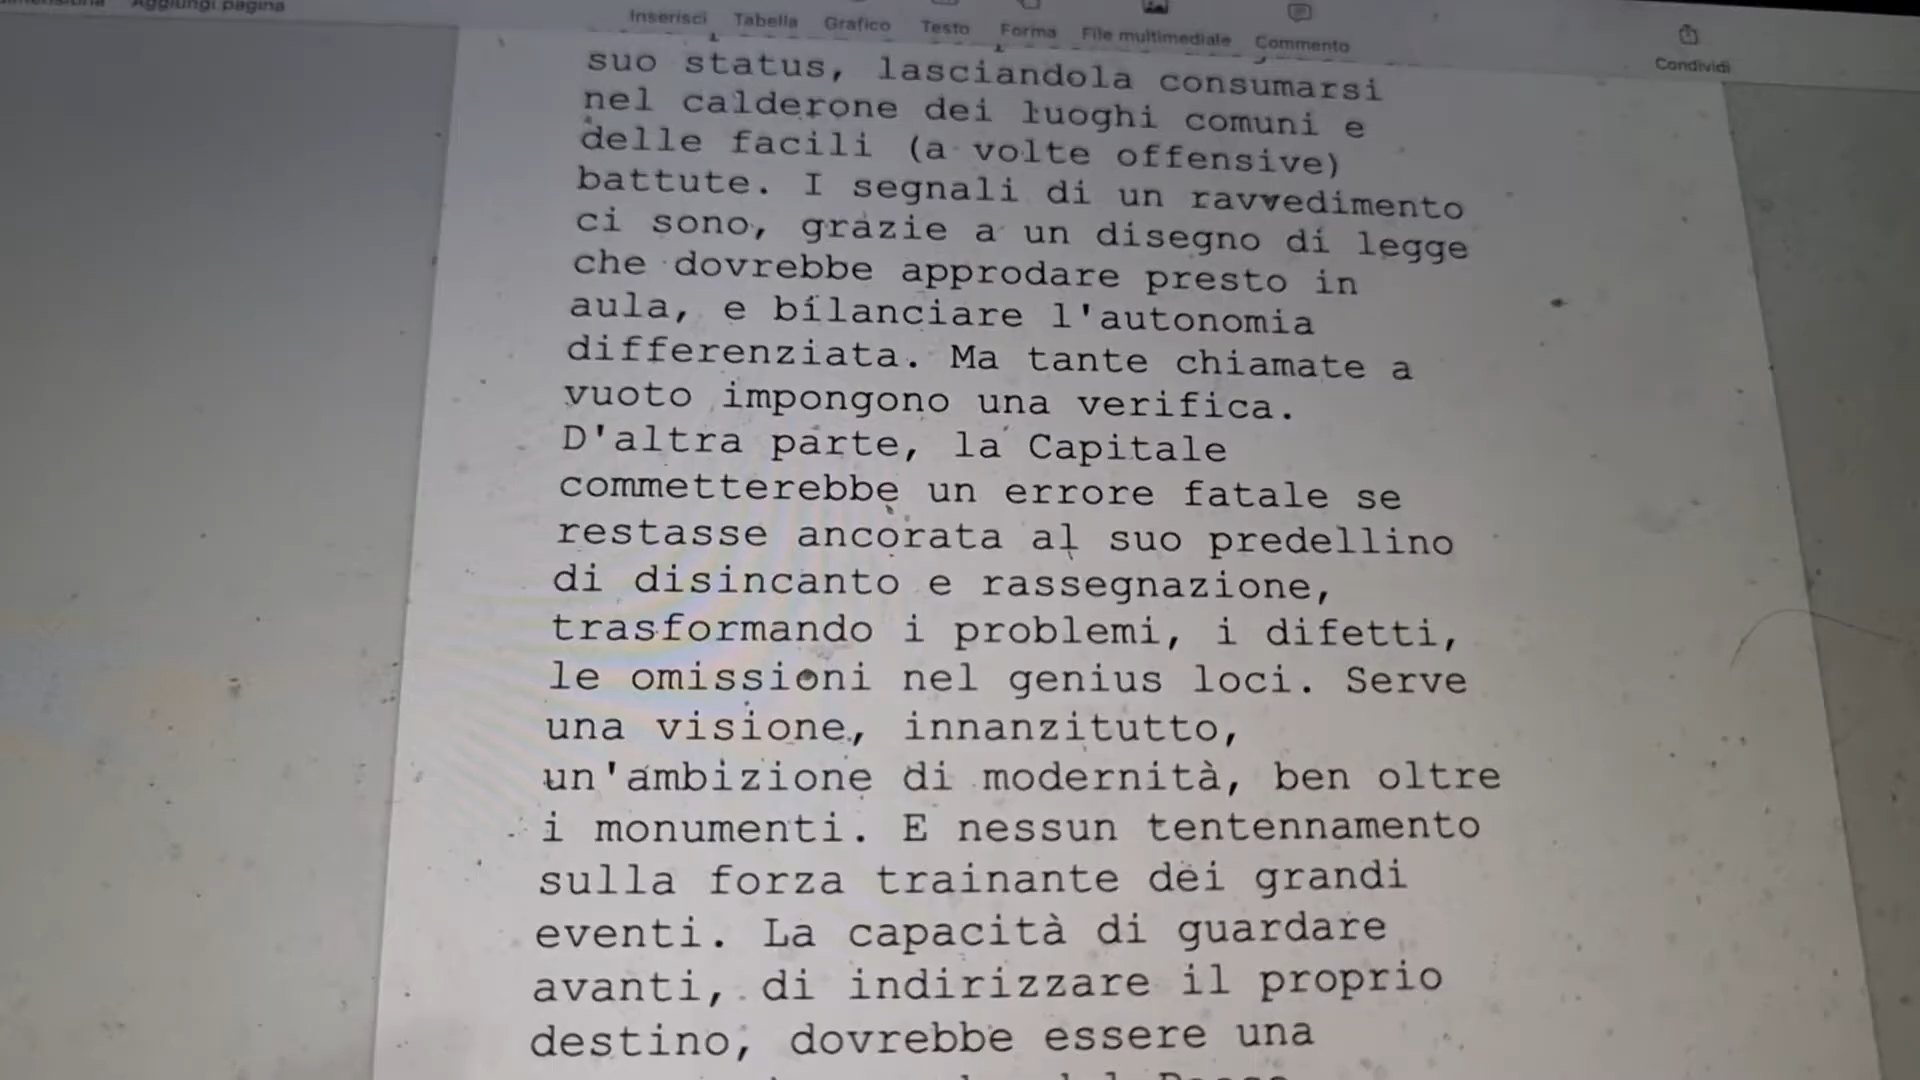 Aggiungi pagina
Inserisci Tabella Grafico Testo Forma File multimediale Commento
Condividi
suo status, lasciandola consumarsi
nel calderone dei luoghi comuni e
delle facili (a volte offensive)
battute. I segnali di un ravvedimento
ci sono, grazie a un disegno di legge
che dovrebbe approdare presto in
aula, e bilanciare l'autonomia
differenziata. Ma tante chiamate a
vuoto impongono una verifica.
D'altra parte, la Capitale
commetterebbe un errore fatale se
restasse ancorata al suo predellino
di disincanto e rassegnazione,
trasformando i problemi, i difetti,
le omissioni nel genius loci. Serve
una visione, innanzitutto,
un'ambizione di modernità, ben oltre
i monumenti. E nessun tentennamento
sulla forza trainante dei grandi
eventi. La capacità di guardare
avanti, di indirizzare il proprio
destino, dovrebbe essere una